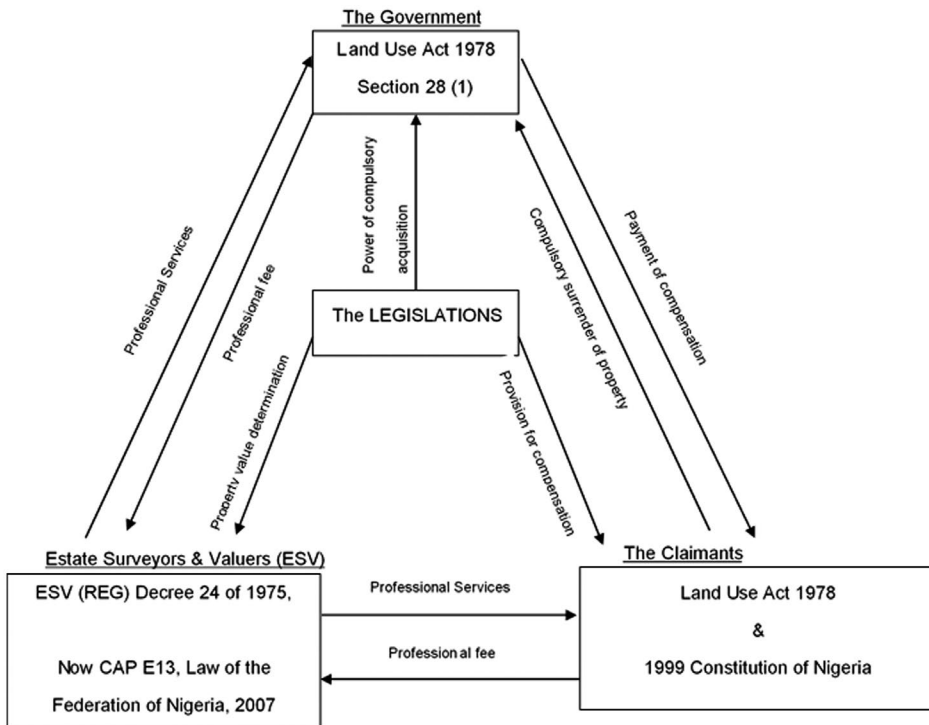 The Government
Land Use Act 1978
Section 28 (1)
Professional Services
Professional fee
Power of compulsory
acquisition
Compulsory surrender of property
Payment of compensation
The LEGISLATIONS
Property value determination
Provision for compensation
Estate Surveyors & Valuers (ESV)
ESV (REG) Decree 24 of 1975,
Now CAP E13, Law of the
Federation of Nigeria, 2007
Professional Services
Professional fee
The Claimants
Land Use Act 1978
&
1999 Constitution of Nigeria